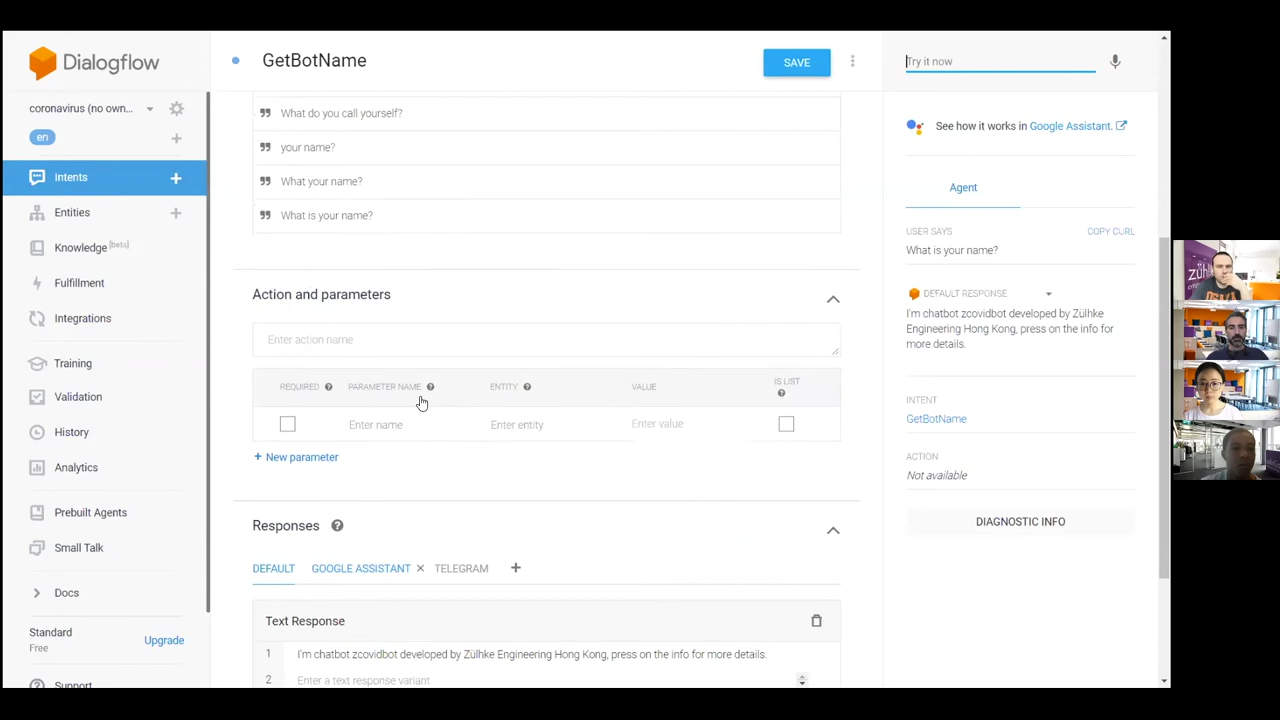 Dialogflow
coronavirus (no own...
en
Intents
Entities
Knowledge [beta]
Fulfillment
Integrations
Training
Validation
History
Analytics
Prebuilt Agents
Small Talk
Docs
Standard
Free
Upgrade
Support
GetBotName
SAVE
What do you call yourself?
your name?
What your name?
What is your name?
Action and parameters
Enter action name
REQUIRED PARAMETER NAME ENTITY VALUE IS LIST
Enter name Enter entity Enter value
+ New parameter
Responses
DEFAULT GOOGLE ASSISTANT TELEGRAM
Text Response
1 I'm chatbot zcovidbot developed by Zülhke Engineering Hong Kong, press on the info for more details.
2 Enter a text response variant
Try it now
See how it works in Google Assistant.
Agent
USER SAYS COPY CURL
What is your name?
DEFAULT RESPONSE
I'm chatbot zcovidbot developed by Zülhke
Engineering Hong Kong, press on the info for
more details.
INTENT
GetBotName
ACTION
Not available
DIAGNOSTIC INFO